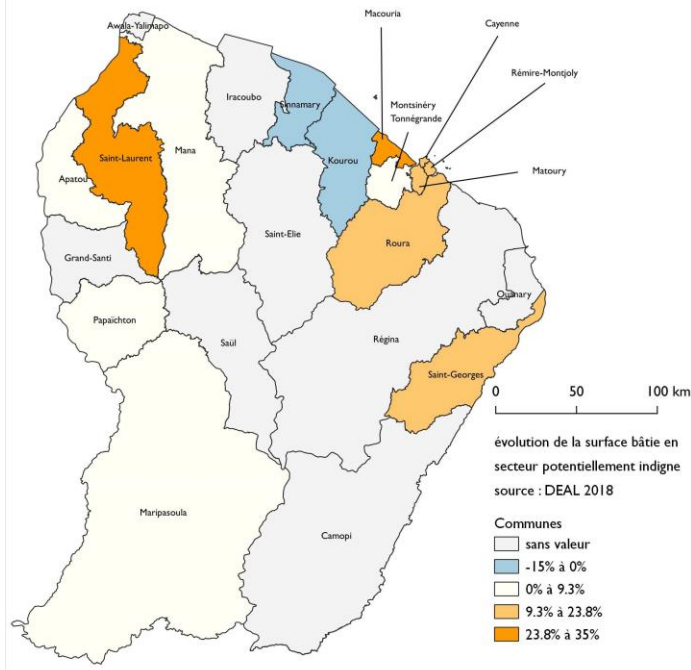 Macouria
Cayenne
Awala-Yalimapo
Rémire-Montjoly
Iracoubo
Sinnamary
Montsinéry
Tonnégrande
Saint-Laurent
Mana
Kourou
Matoury
Apatou
Saint-Elie
Roura
Grand-Santi
Ouanary
Papaïchton
Saül
Régina
Saint-Georges
0 50 100 km
évolution de la surface bâtie en
secteur potentiellement indigne
source : DEAL 2018
Maripasoula
Camopi
Communes
sans valeur
-15% à 0%
0% à 9.3%
9.3% à 23.8%
23.8% à 35%